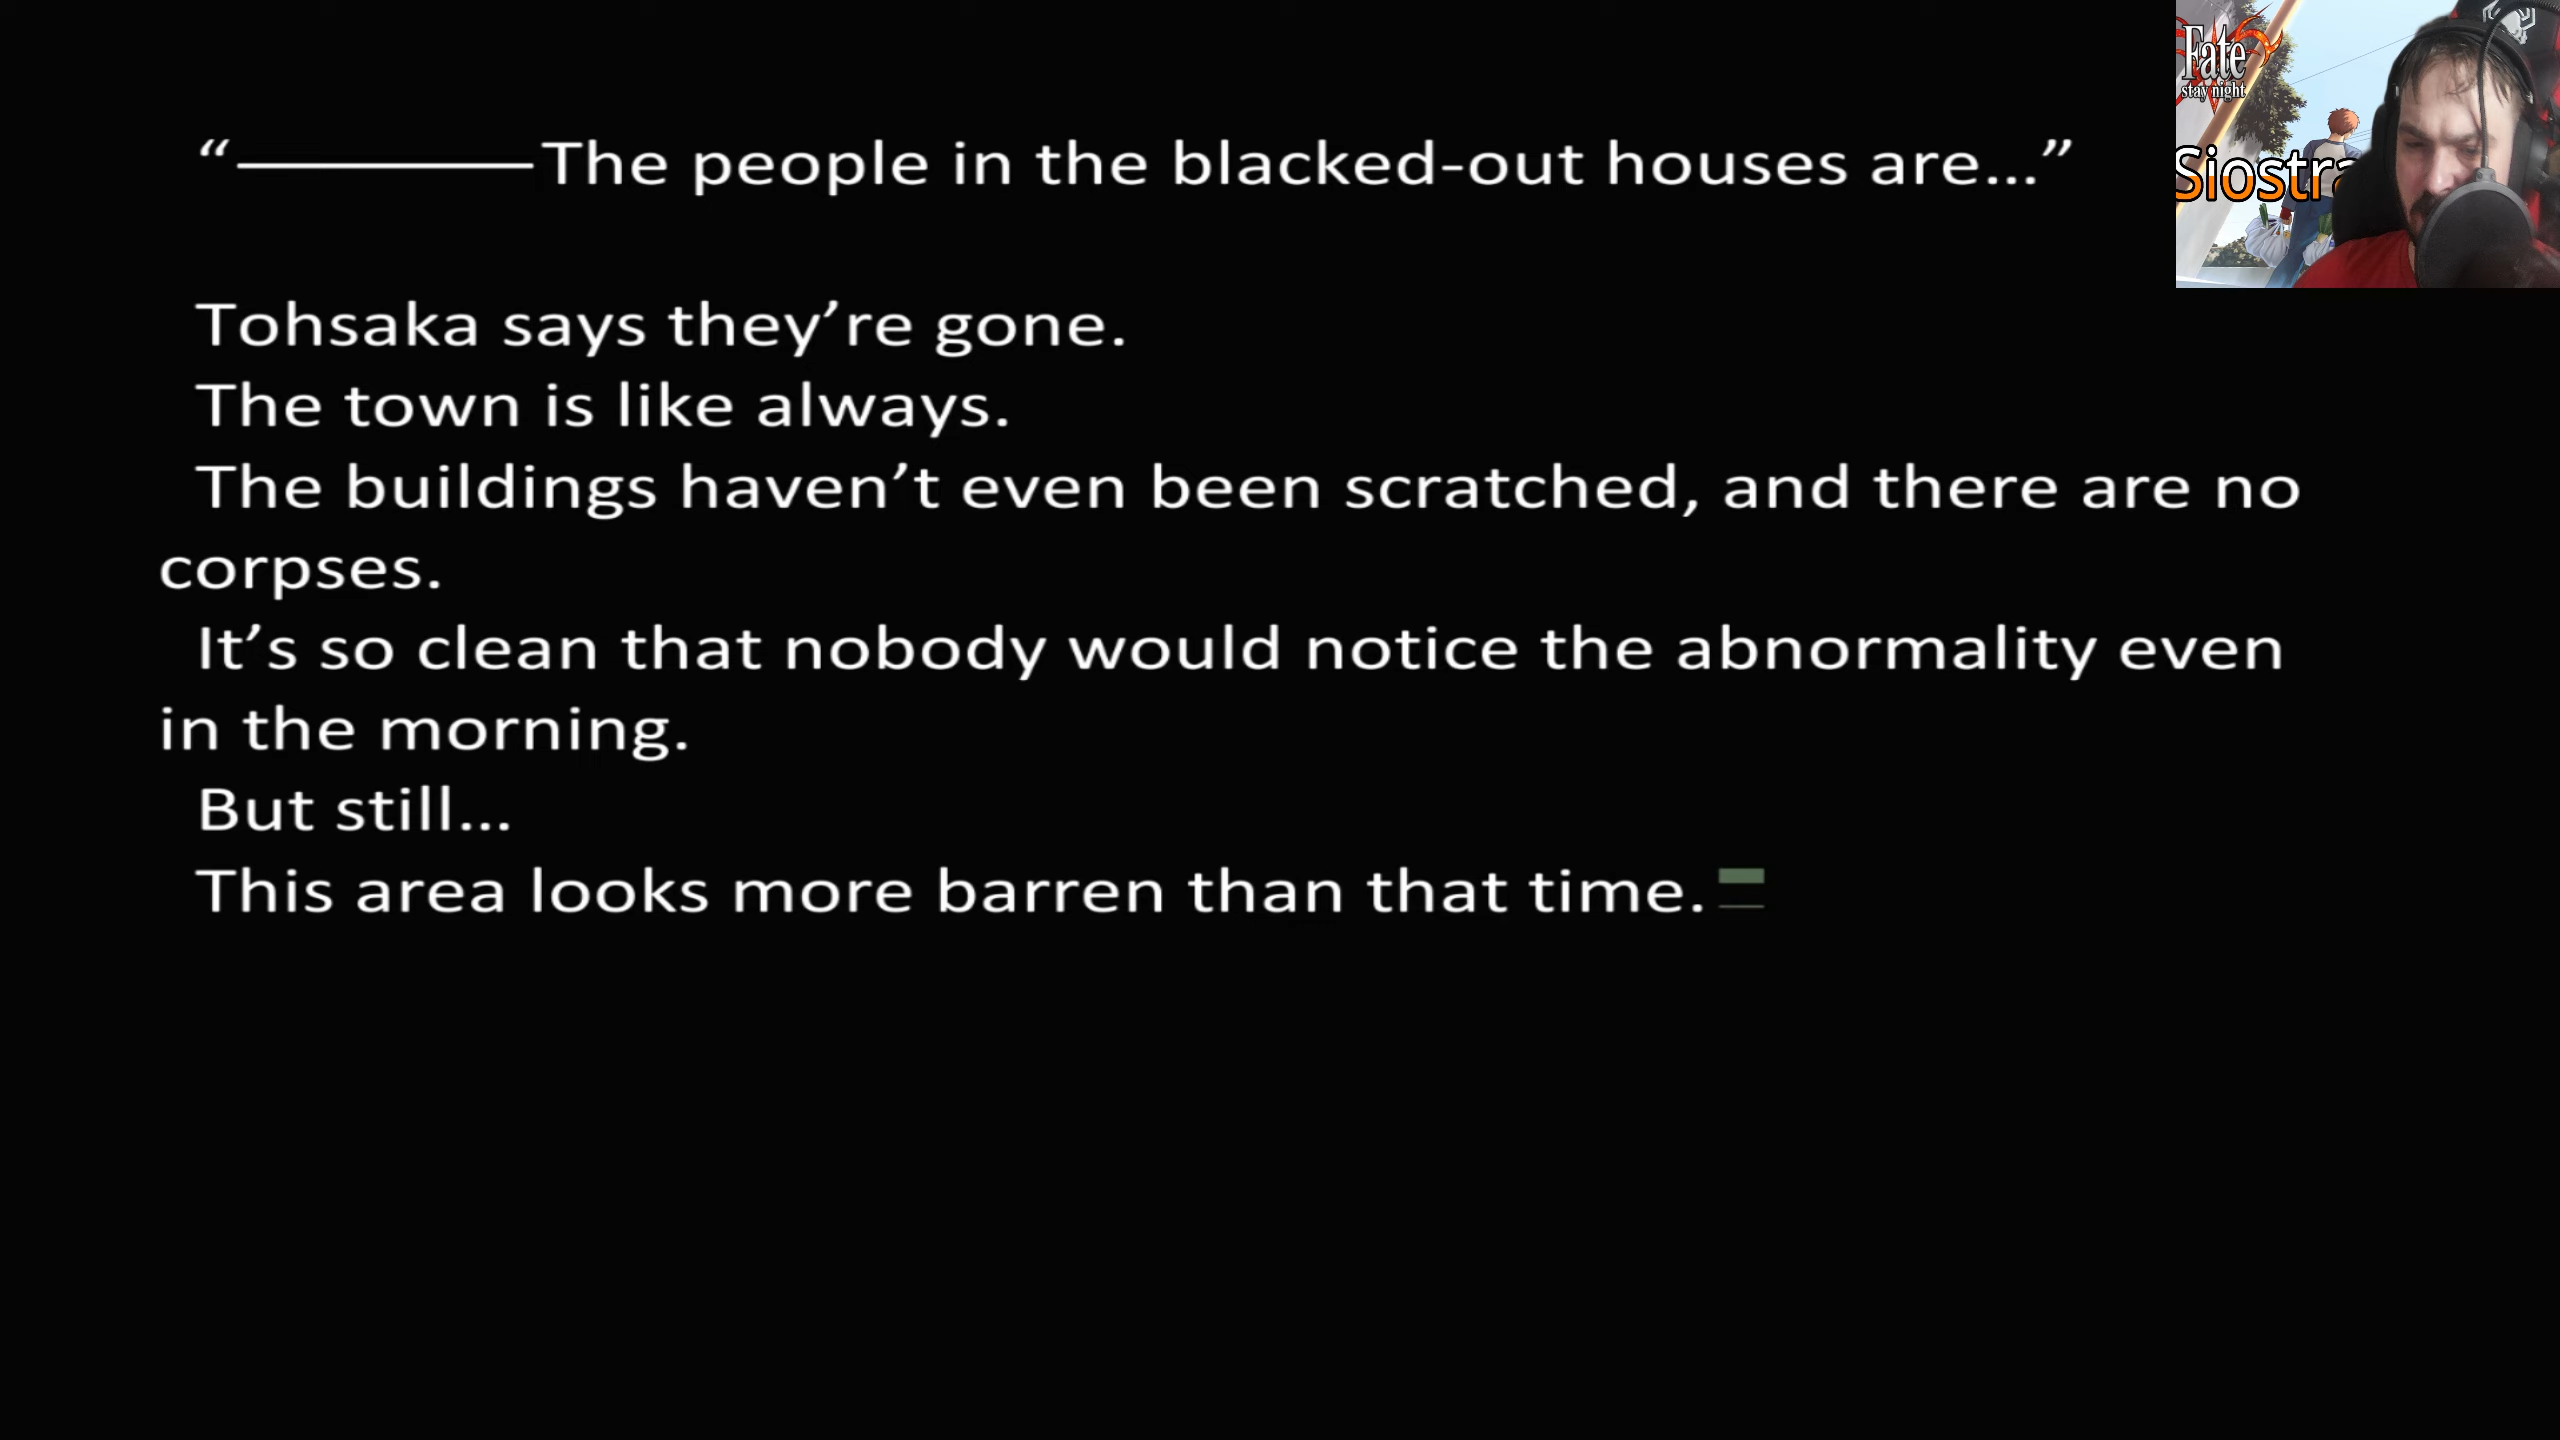 “————The people in the blacked-out houses are...”
Tohsaka says they’re gone.
The town is like always.
The buildings haven’t even been scratched, and there are no
corpses.
It’s so clean that nobody would notice the abnormality even
in the morning.
But still...
This area looks more barren than that time.
Fate
stay night
Siostra